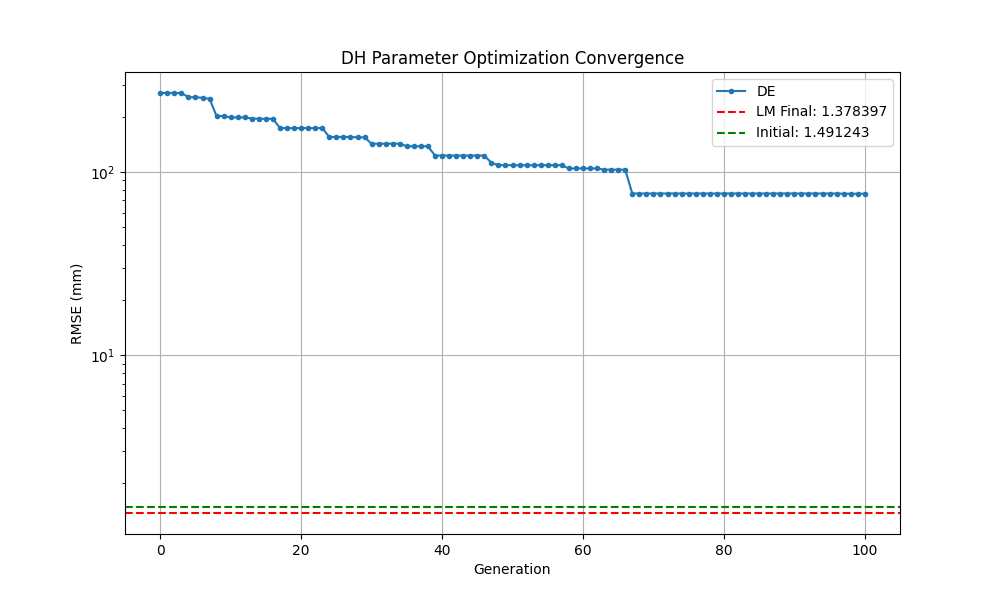 DH Parameter Optimization Convergence
DE
LM Final: 1.378397
Initial: 1.491243
10²
10¹
RMSE (mm)
0 20 40 60 80 100
Generation